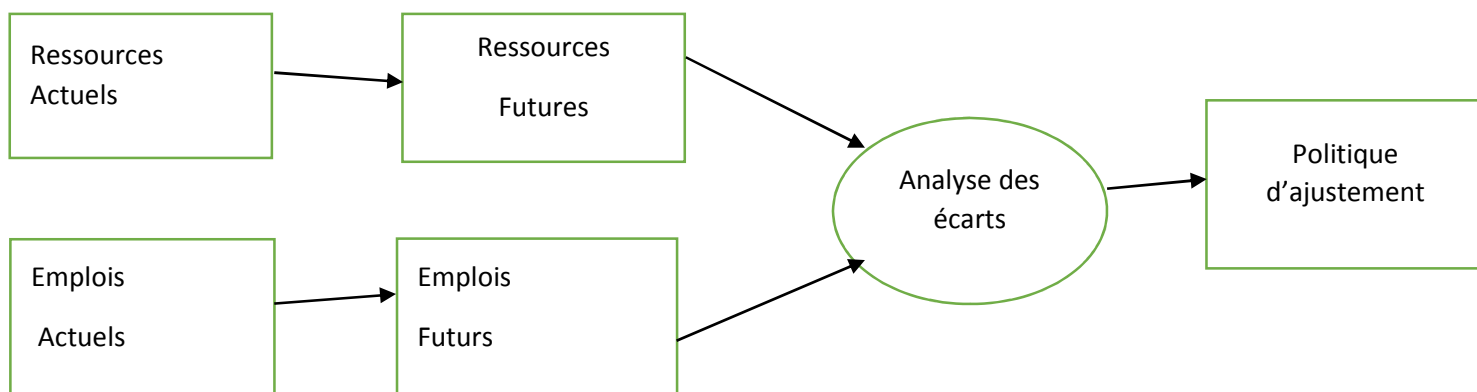 Ressources
Actuels
Ressources
Futures
Analyse des
écarts
Politique
d’ajustement
Emplois
Actuels
Emplois
Futurs